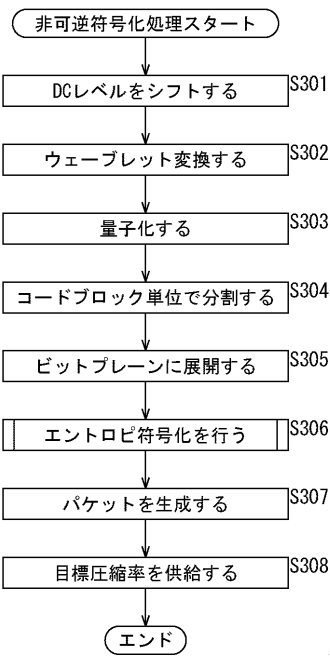 非可逆符号化処理スタート
DCレベルをシフトする
S301
ウェーブレット変換する
S302
量子化する
S303
コードブロック単位で分割する
S304
ビットプレーンに展開する
S305
エントロピ符号化を行う
S306
パケットを生成する
S307
目標圧縮率を供給する
S308
エンド